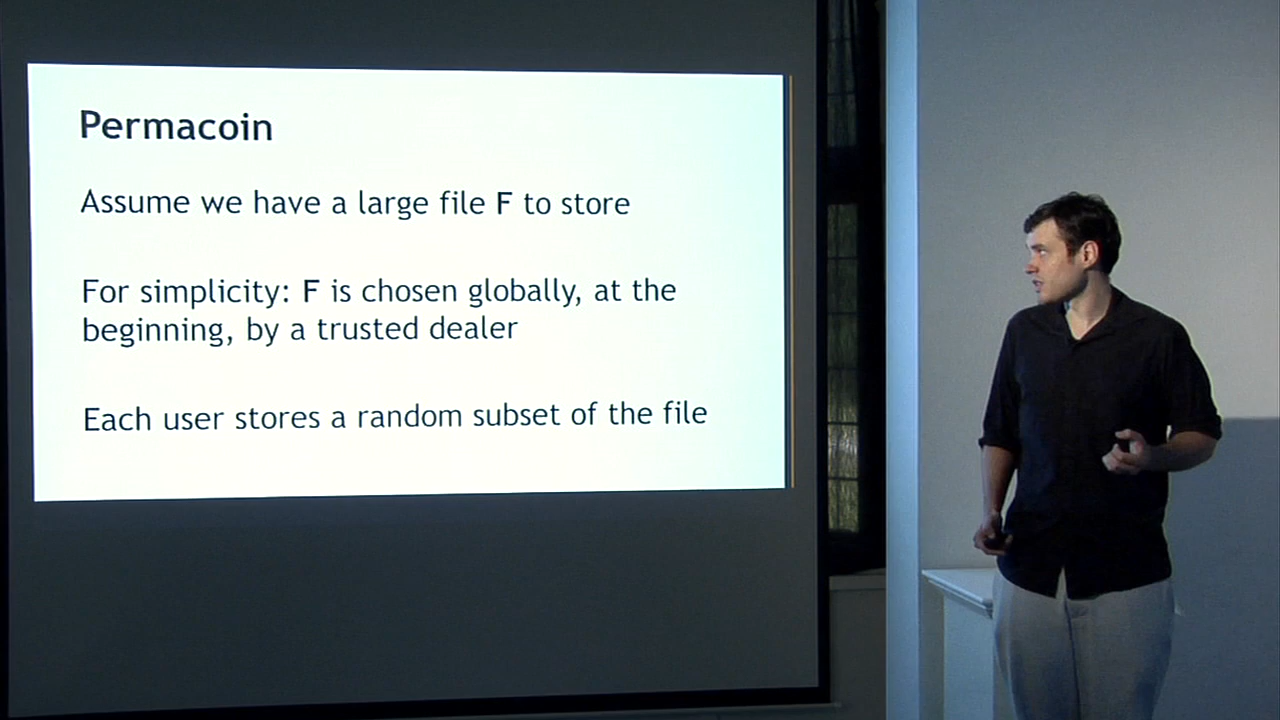 Permacoin
Assume we have a large file F to store
For simplicity: F is chosen globally, at the
beginning, by a trusted dealer
Each user stores a random subset of the file